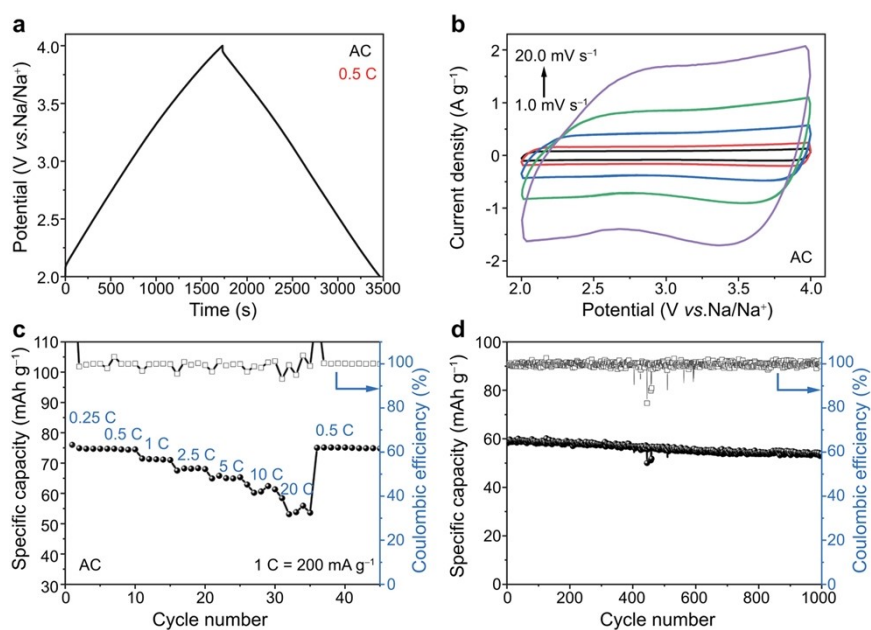 a
4.0
3.5
3.0
2.5
2.0
Potential (V vs.Na/Na⁺)
AC
0.5 C
0 500 1000 1500 2000 2500 3000 3500
Time (s)
b
2
1
0
-1
-2
Current density (A g⁻¹)
20.0 mV s⁻¹
1.0 mV s⁻¹
AC
2.0 2.5 3.0 3.5 4.0
Potential (V vs.Na/Na⁺)
c
110
100
90
80
70
60
50
40
30
Specific capacity (mAh g⁻¹)
0.25 C
0.5 C
1 C
2.5 C
5 C
10 C
20 C
0.5 C
AC
1 C = 200 mA g⁻¹
100
80
60
40
20
0
Coulombic efficiency (%)
0 10 20 30 40
Cycle number
d
100
80
60
40
20
0
Specific capacity (mAh g⁻¹)
100
80
60
40
20
0
Coulombic efficiency (%)
0 200 400 600 800 1000
Cycle number